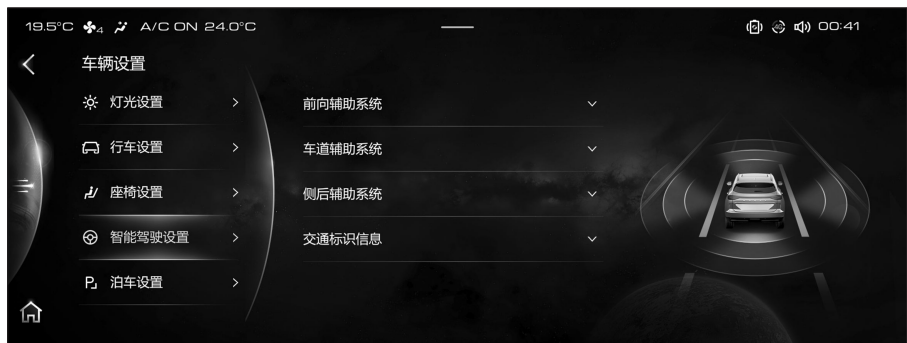 19.5°C 4 A/C ON 24.0°C 4G 00:41
车辆设置
灯光设置
行车设置
座椅设置
智能驾驶设置
P 泊车设置
前向辅助系统
车道辅助系统
侧后辅助系统
交通标识信息